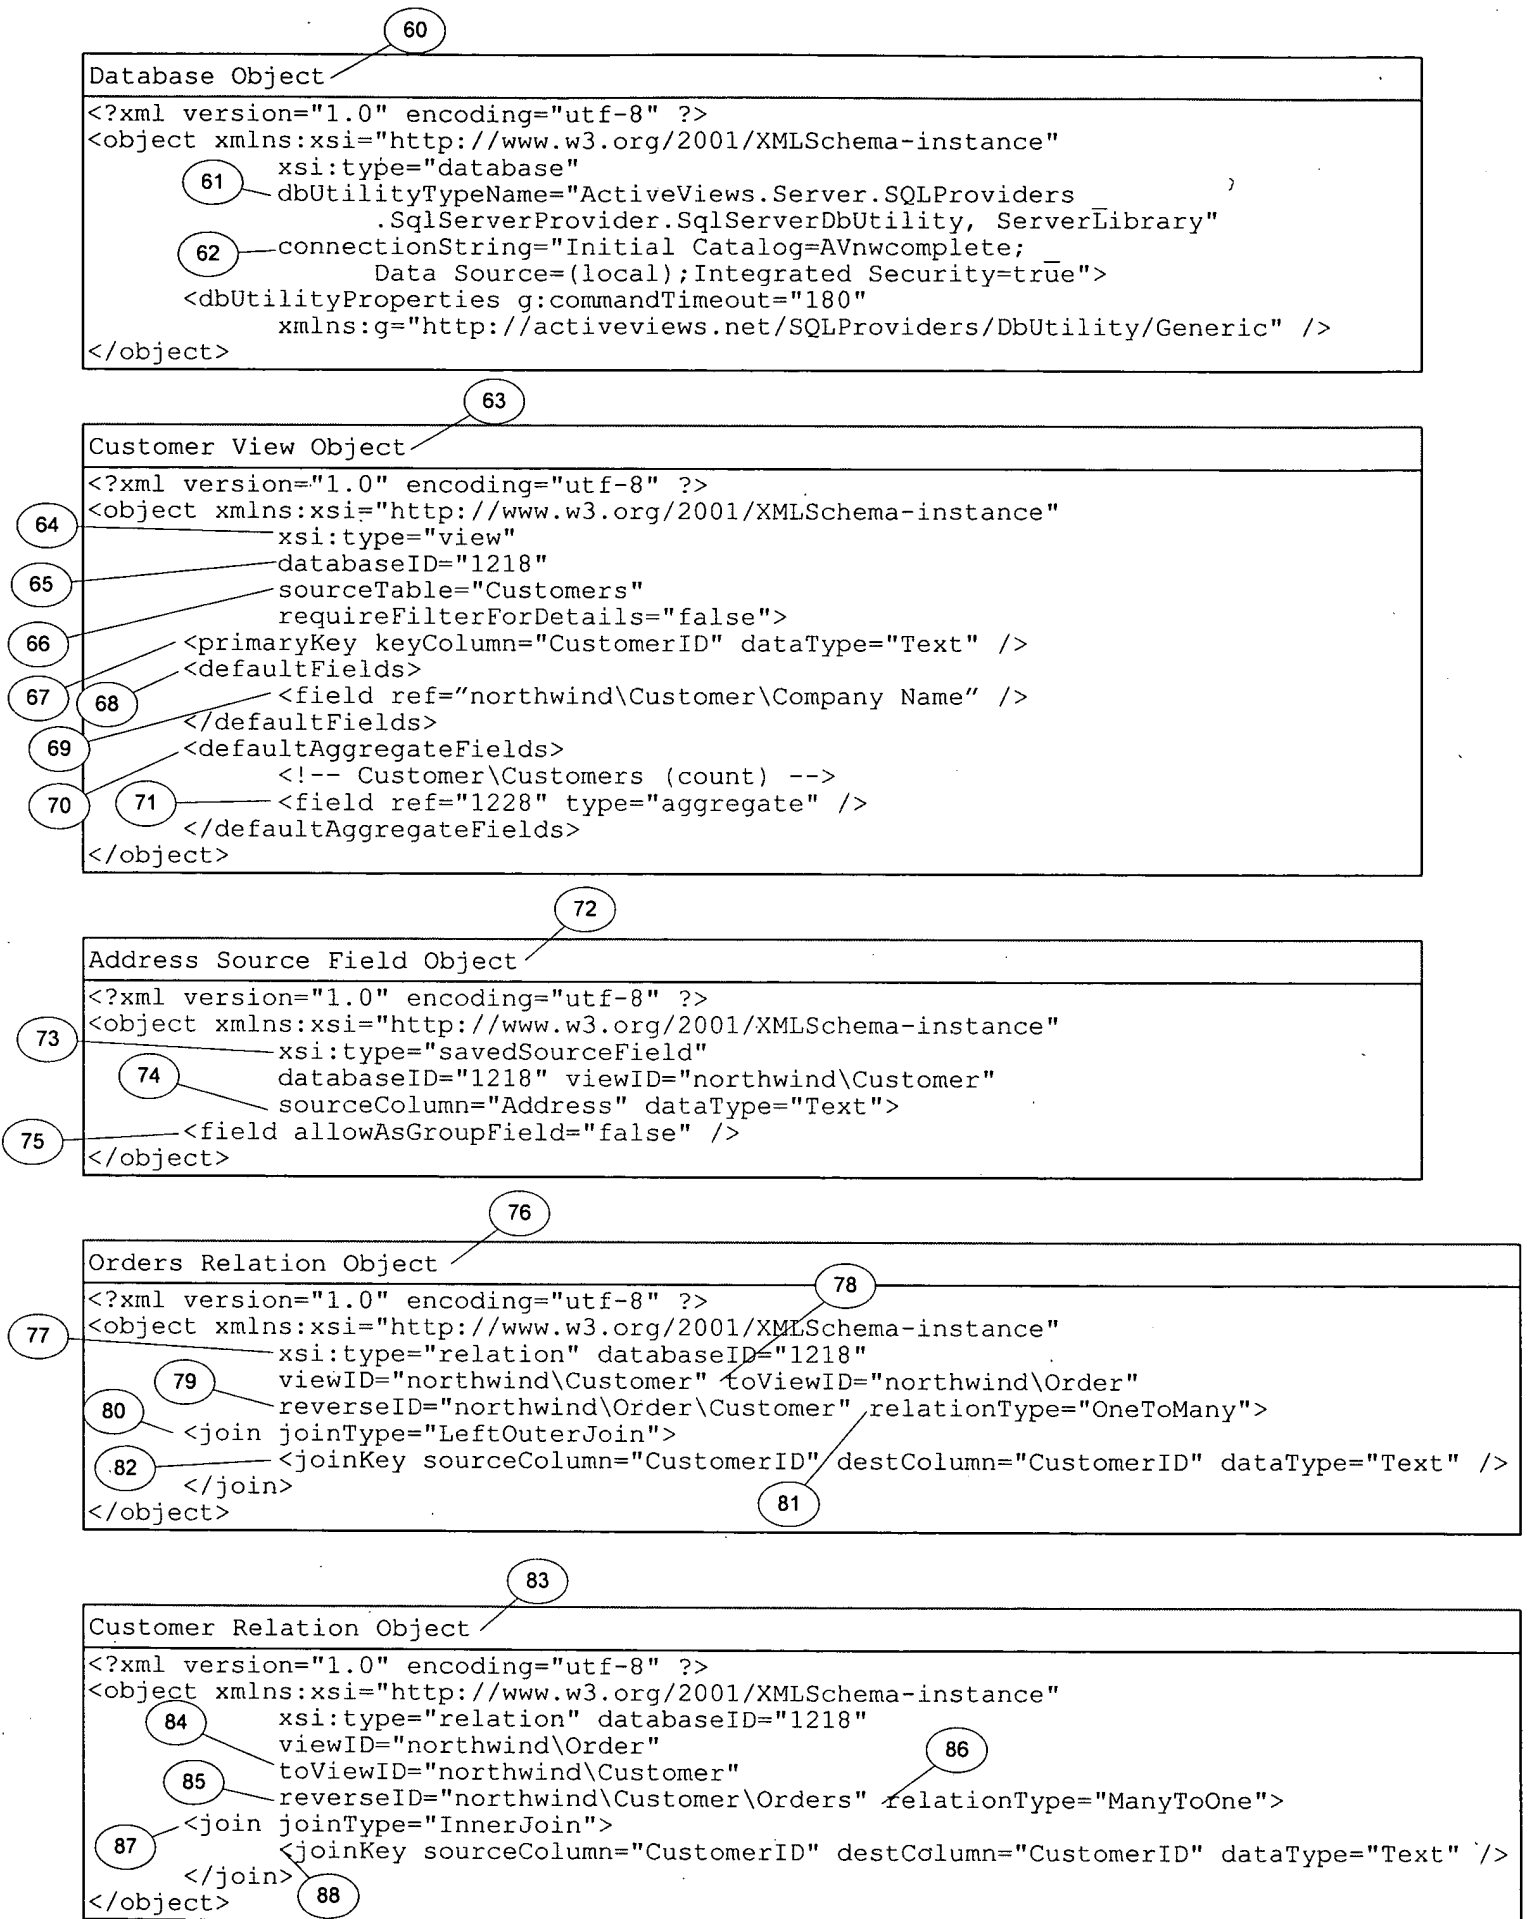 60
Database Object
<?xml version="1.0" encoding="utf-8" ?>
<object xmlns:xsi="http://www.w3.org/2001/XMLSchema-instance"
xsi:type="database"
61
dbUtilityTypeName="ActiveViews.Server.SQLProviders _
.SqlServerProvider.SqlServerDbUtility, ServerLibrary"
62
connectionString="Initial Catalog=AVnwcomplete; _
Data Source=(local);Integrated Security=true">
<dbUtilityProperties g:commandTimeout="180"
xmlns:g="http://activeviews.net/SQLProviders/DbUtility/Generic" />
</object>
63
Customer View Object
<?xml version="1.0" encoding="utf-8" ?>
<object xmlns:xsi="http://www.w3.org/2001/XMLSchema-instance"
64
xsi:type="view"
databaseID="1218"
65
sourceTable="Customers"
requireFilterForDetails="false">
66
<primaryKey keyColumn="CustomerID" dataType="Text" />
<defaultFields>
67
68
<field ref="northwind\Customer\Company Name" />
</defaultFields>
69
<defaultAggregateFields>
<!-- Customer\Customers (count) -->
70
71
<field ref="1228" type="aggregate" />
</defaultAggregateFields>
</object>
72
Address Source Field Object
<?xml version="1.0" encoding="utf-8" ?>
<object xmlns:xsi="http://www.w3.org/2001/XMLSchema-instance"
73
xsi:type="savedSourceField"
74
databaseID="1218" viewID="northwind\Customer"
sourceColumn="Address" dataType="Text">
75
<field allowAsGroupField="false" />
</object>
76
Orders Relation Object
78
<?xml version="1.0" encoding="utf-8" ?>
<object xmlns:xsi="http://www.w3.org/2001/XMLSchema-instance"
77
xsi:type="relation" databaseID="1218"
viewID="northwind\Customer" toViewID="northwind\Order"
79
reverseID="northwind\Order\Customer" relationType="OneToMany">
80
<join joinType="LeftOuterJoin">
82
<joinKey sourceColumn="CustomerID" destColumn="CustomerID" dataType="Text" />
</join>
81
</object>
83
Customer Relation Object
<?xml version="1.0" encoding="utf-8" ?>
<object xmlns:xsi="http://www.w3.org/2001/XMLSchema-instance"
84
xsi:type="relation" databaseID="1218"
viewID="northwind\Order"
86
toViewID="northwind\Customer"
85
reverseID="northwind\Customer\Orders" relationType="ManyToOne">
<join joinType="InnerJoin">
87
<joinKey sourceColumn="CustomerID" destColumn="CustomerID" dataType="Text" />
</join>
88
</object>